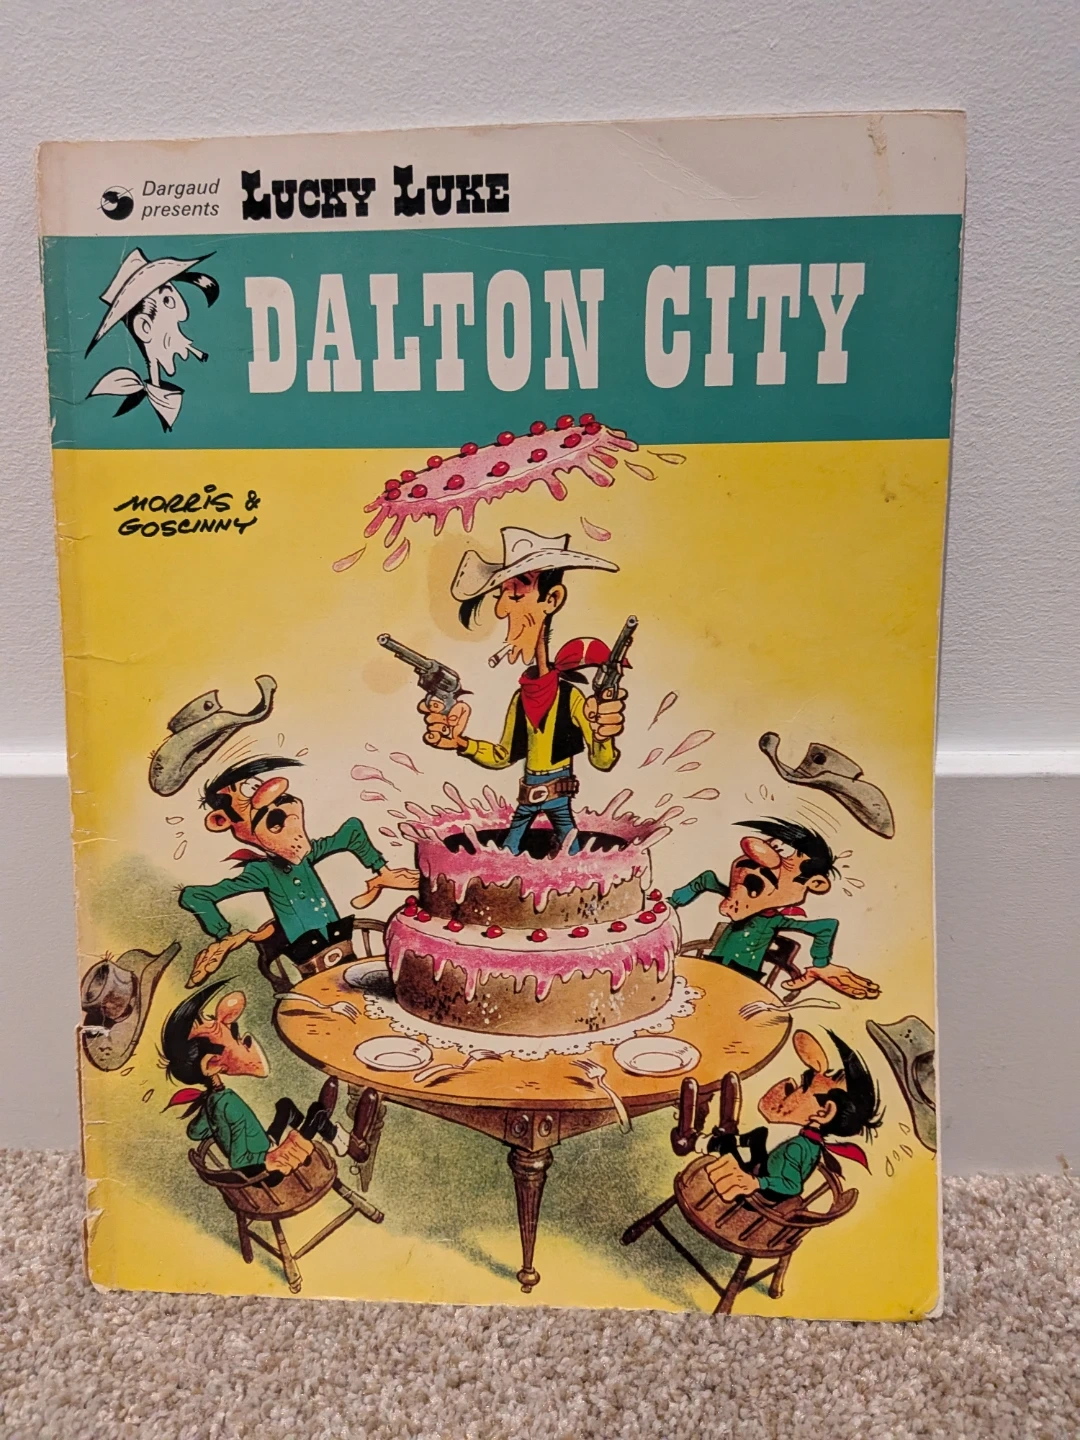 Dargaud
presents
LUCKY LUKE
DALTON CITY
MORRIS &
GOSCINNY